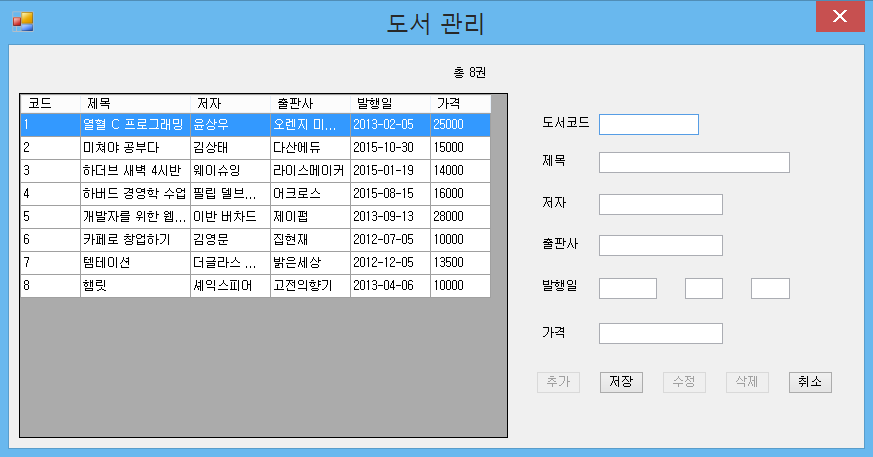 도서 관리
총 8권
코드 제목 저자 출판사 발행일 가격
1 열혈 C 프로그래밍 윤상우 오렌지 미... 2013-02-05 25000
2 미쳐야 공부다 김상태 다산에듀 2015-10-30 15000
3 하더브 새벽 4시반 웨이슈잉 라이스메이커 2015-01-19 14000
4 하버드 경영학 수업 필립 델브... 어크로스 2015-08-15 16000
5 개발자를 위한 웹... 이반 버차드 제이펍 2013-09-13 28000
6 카페로 창업하기 김영문 집현재 2012-07-05 10000
7 템테이션 더글라스 ... 밝은세상 2012-12-05 13500
8 햄릿 셰익스피어 고전의향기 2013-04-06 10000
도서코드
제목
저자
출판사
발행일
가격
추가 저장 수정 삭제 취소